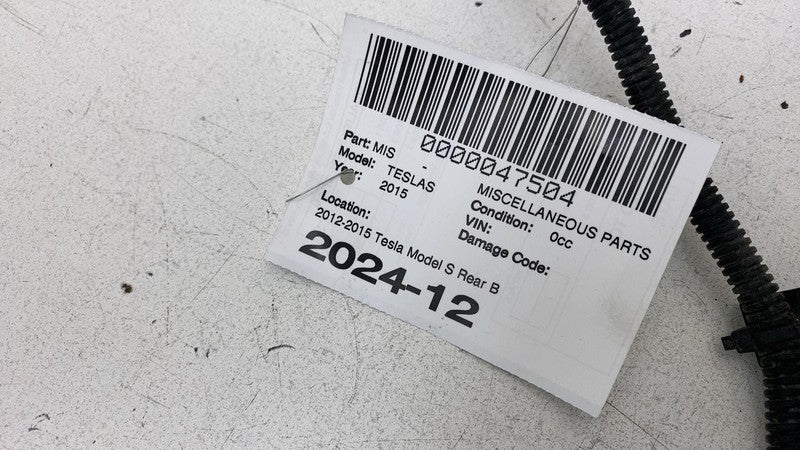 0000047504
Part: MIS - MISCELLANEOUS PARTS
Model: TESLAS Condition: 0cc
Year: 2015 VIN:
Damage Code:
Location:
2012-2015 Tesla Model S Rear B
2024-12